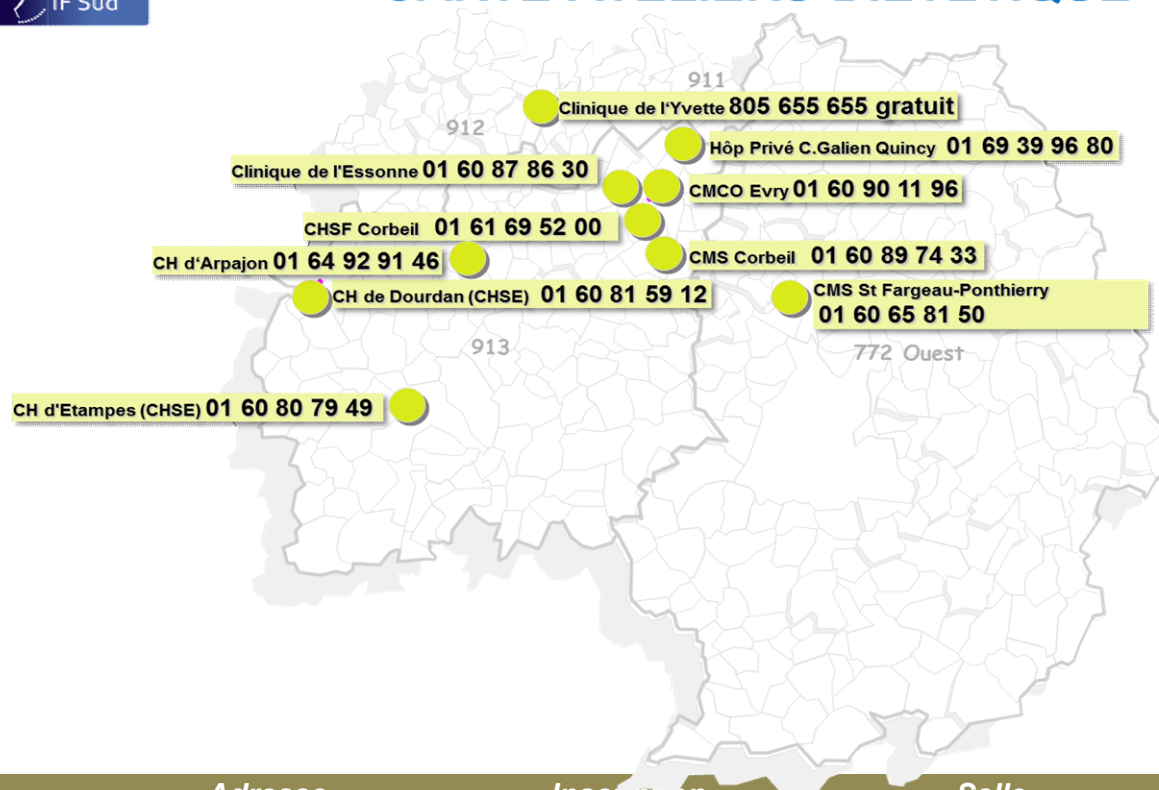 IF Sud
911
Clinique de l'Yvette 805 655 655 gratuit
912
Hôp Privé C.Galien Quincy 01 69 39 96 80
Clinique de l'Essonne 01 60 87 86 30
CMCO Evry 01 60 90 11 96
CHSF Corbeil 01 61 69 52 00
CH d'Arpajon 01 64 92 91 46
CMS Corbeil 01 60 89 74 33
CH de Dourdan (CHSE) 01 60 81 59 12
CMS St Fargeau-Ponthierry
01 60 65 81 50
913
772 Ouest
CH d'Etampes (CHSE) 01 60 80 79 49